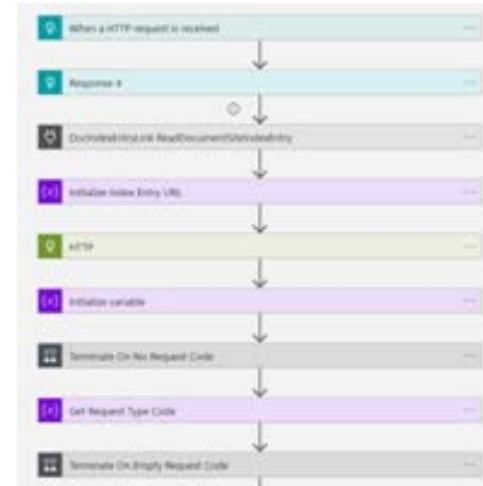 When a HTTP request is received
Response 4
DocIndexEntryLink ReadDocumentSiteIndexEntry
Initialize Index Entry URL
HTTP
Initialize variable
Terminate On No Request Code
Get Request Type Code
Terminate On Empty Request Code